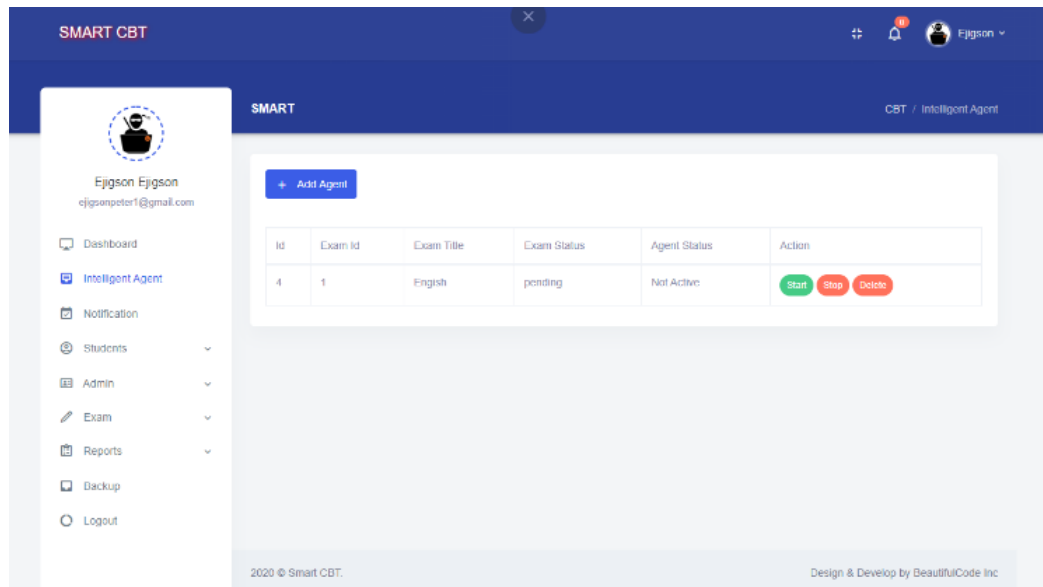 SMART CBT
0
Ejigson
SMART
CBT / Intelligent Agent
Ejigson Ejigson
ejigsonpeter1@gmail.com
Dashboard
Intelligent Agent
Notification
Students
Admin
Exam
Reports
Backup
Logout
+ Add Agent
Id Exam Id Exam Title Exam Status Agent Status Action
4 1 Engish pending Not Active Start Stop Delete
2020 © Smart CBT.
Design & Develop by BeautifulCode Inc